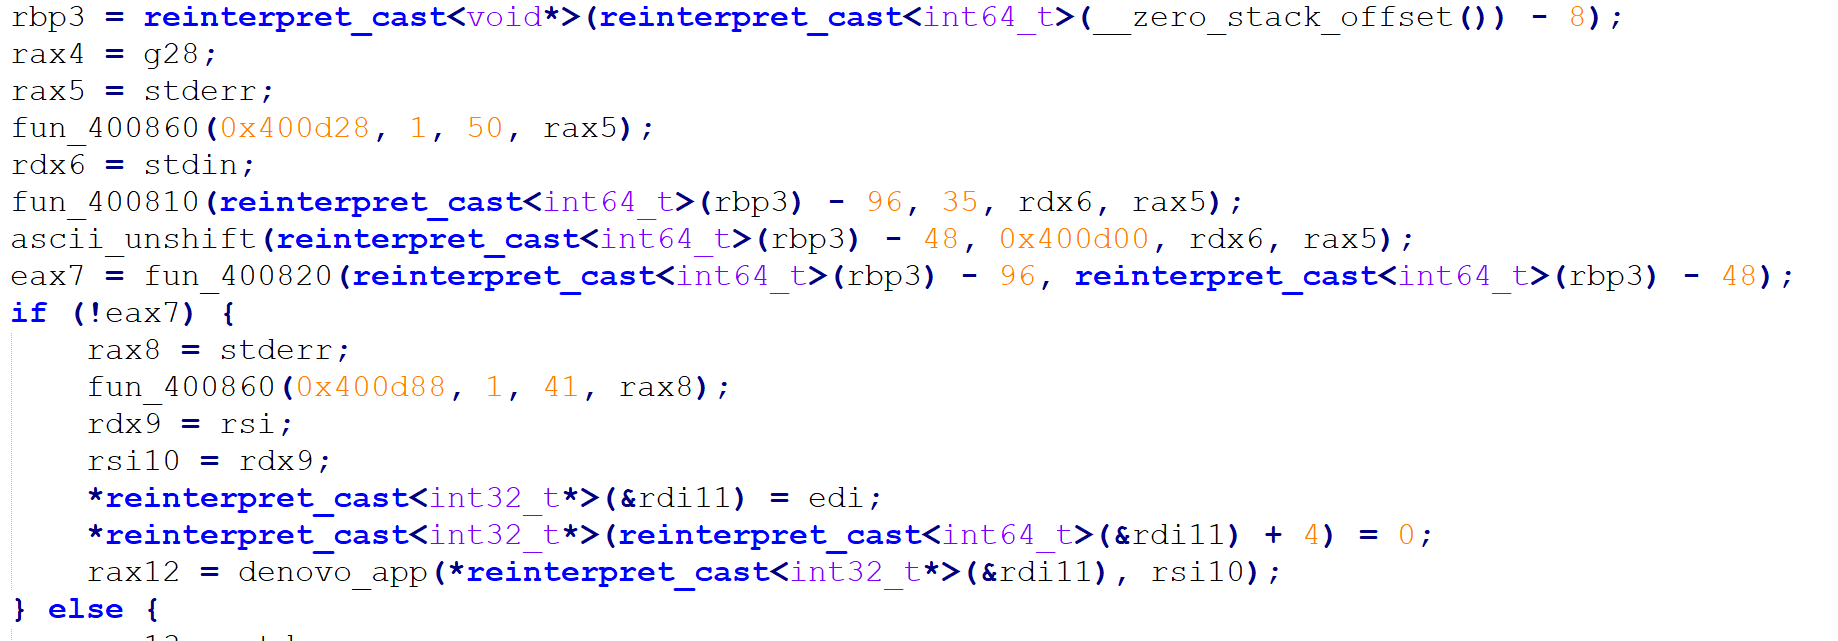 rbp3 = reinterpret_cast<void*>(reinterpret_cast<int64_t>(__zero_stack_offset()) - 8);
rax4 = g28;
rax5 = stderr;
fun_400860(0x400d28, 1, 50, rax5);
rdx6 = stdin;
fun_400810(reinterpret_cast<int64_t>(rbp3) - 96, 35, rdx6, rax5);
ascii_unshift(reinterpret_cast<int64_t>(rbp3) - 48, 0x400d00, rdx6, rax5);
eax7 = fun_400820(reinterpret_cast<int64_t>(rbp3) - 96, reinterpret_cast<int64_t>(rbp3) - 48);
if (!eax7) {
    rax8 = stderr;
    fun_400860(0x400d88, 1, 41, rax8);
    rdx9 = rsi;
    rsi10 = rdx9;
    *reinterpret_cast<int32_t*>(&rdi11) = edi;
    *reinterpret_cast<int32_t*>(reinterpret_cast<int64_t>(&rdi11) + 4) = 0;
    rax12 = denovo_app(*reinterpret_cast<int32_t*>(&rdi11), rsi10);
} else {